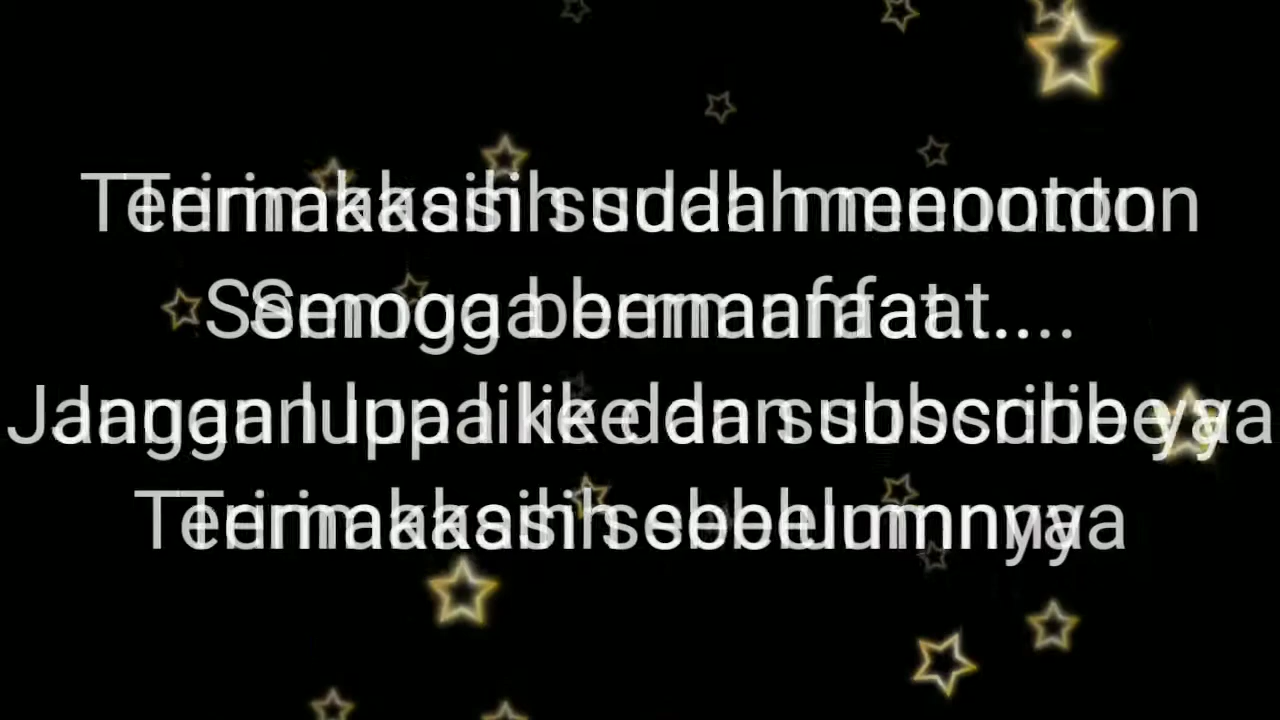 Terimakasih sudah menonton
Semoga bermanfaat....
Jangan lupa like dan subscribe ya
Terimakasih sebelumnya